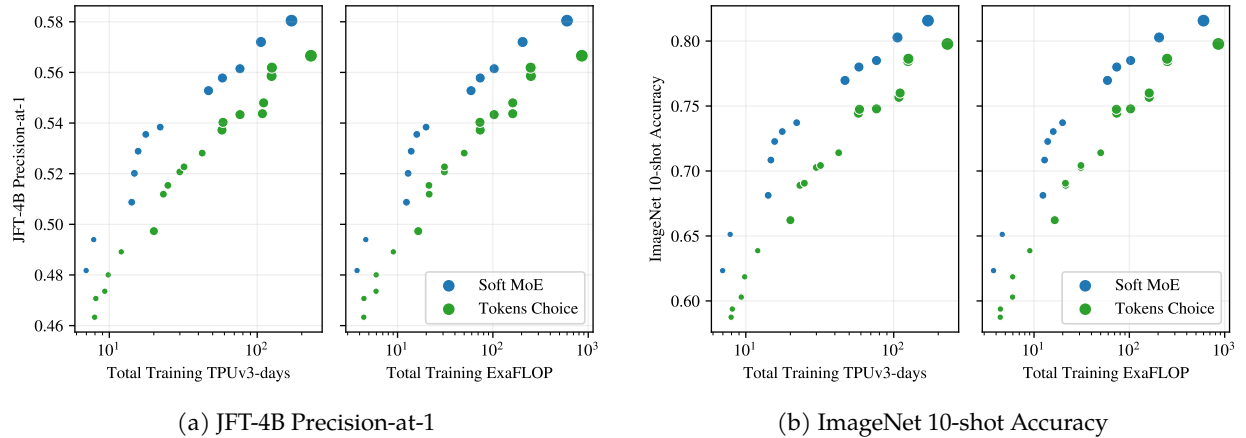 JFT-4B Precision-at-1
0.58
0.56
0.54
0.52
0.50
0.48
0.46
10¹ 10²
Total Training TPUv3-days
10¹ 10² 10³
Total Training ExaFLOP
Soft MoE
Tokens Choice
(a) JFT-4B Precision-at-1
ImageNet 10-shot Accuracy
0.80
0.75
0.70
0.65
0.60
10¹ 10²
Total Training TPUv3-days
10¹ 10² 10³
Total Training ExaFLOP
Soft MoE
Tokens Choice
(b) ImageNet 10-shot Accuracy